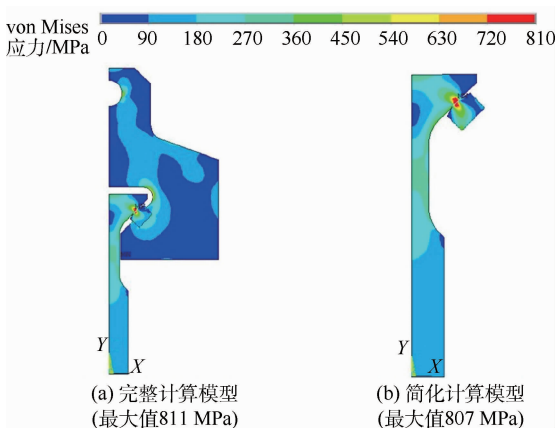 von Mises
应力/MPa
0 90 180 270 360 450 540 630 720 810
Y
X
Y
X
(a) 完整计算模型
(最大值811 MPa)
(b) 简化计算模型
(最大值807 MPa)